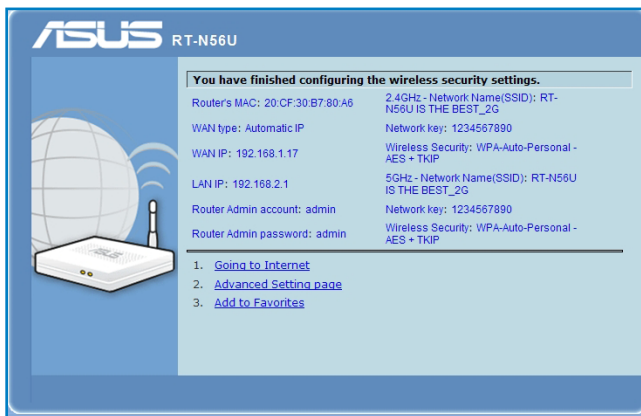 ASUS RT-N56U
You have finished configuring the wireless security settings.
Router's MAC: 20:CF:30:B7:80:A6
2.4GHz - Network Name(SSID): RT-
N56U IS THE BEST_2G
WAN type: Automatic IP
Network key: 1234567890
WAN IP: 192.168.1.17
Wireless Security: WPA-Auto-Personal -
AES + TKIP
LAN IP: 192.168.2.1
5GHz - Network Name(SSID): RT-N56U
IS THE BEST_2G
Router Admin account: admin
Network key: 1234567890
Router Admin password: admin
Wireless Security: WPA-Auto-Personal -
AES + TKIP
1. Going to Internet
2. Advanced Setting page
3. Add to Favorites
ASUS